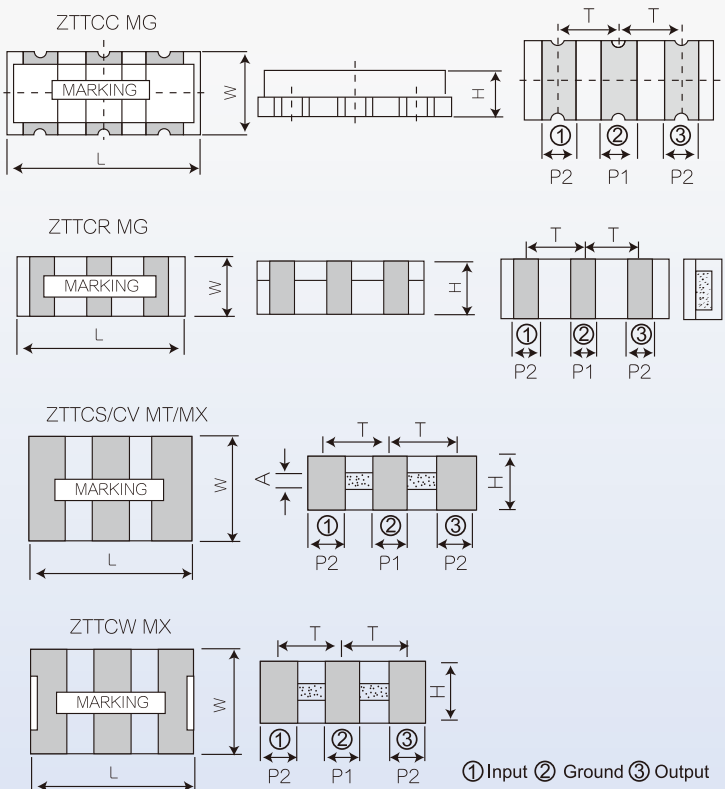 ZTTCC MG
MARKING
W
L
H
T T
① ② ③
P2 P1 P2
ZTTCR MG
MARKING
W
L
H
T T
① ② ③
P2 P1 P2
ZTTCS/CV MT/MX
MARKING
W
L
A
T T
H
① ② ③
P2 P1 P2
ZTTCW MX
MARKING
W
L
T T
H
① ② ③
P2 P1 P2
① Input ② Ground ③ Output